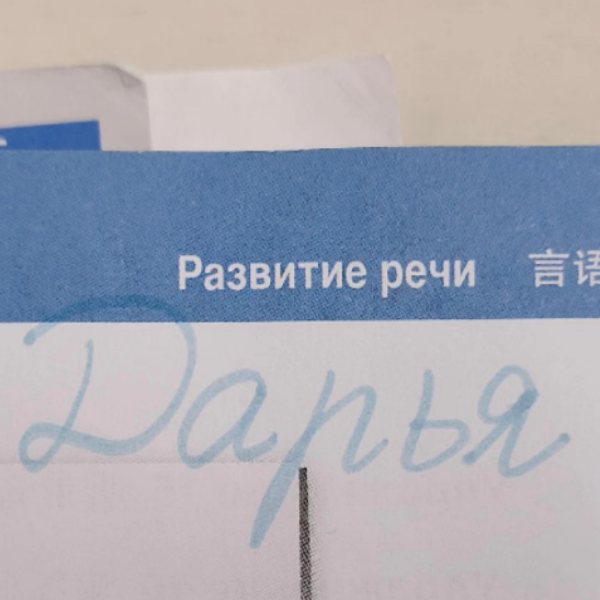 Развитие речи 言语
Дарья